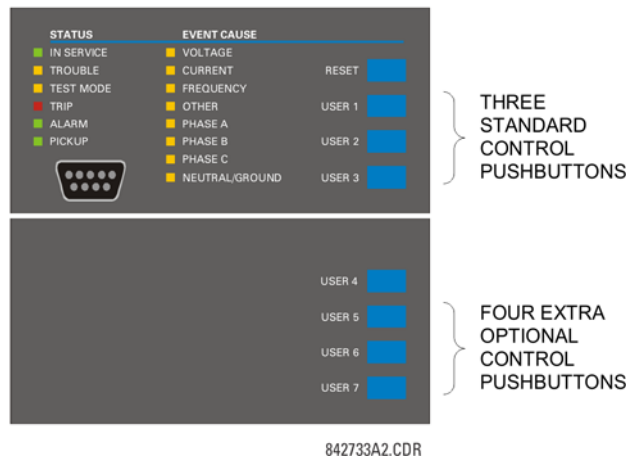 STATUS
IN SERVICE
TROUBLE
TEST MODE
TRIP
ALARM
PICKUP
EVENT CAUSE
VOLTAGE
CURRENT
FREQUENCY
OTHER
PHASE A
PHASE B
PHASE C
NEUTRAL/GROUND
RESET
USER 1
USER 2
USER 3
THREE
STANDARD
CONTROL
PUSHBUTTONS
USER 4
USER 5
USER 6
USER 7
FOUR EXTRA
OPTIONAL
CONTROL
PUSHBUTTONS
842733A2.CDR